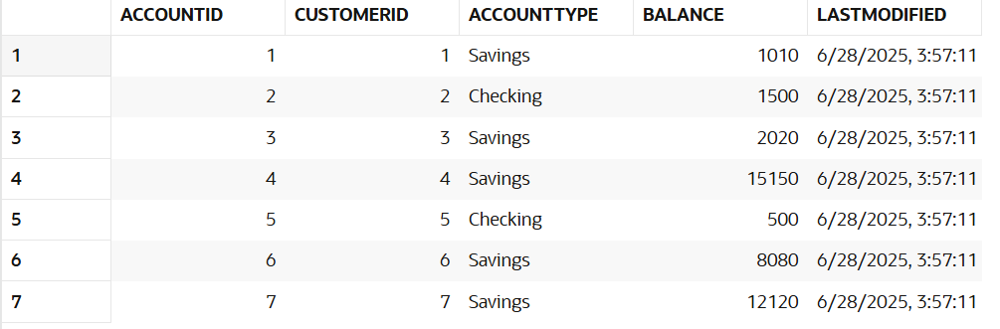 ACCOUNTID CUSTOMERID ACCOUNTTYPE BALANCE LASTMODIFIED
1 1 1 Savings 1010 6/28/2025, 3:57:11
2 2 2 Checking 1500 6/28/2025, 3:57:11
3 3 3 Savings 2020 6/28/2025, 3:57:11
4 4 4 Savings 15150 6/28/2025, 3:57:11
5 5 5 Checking 500 6/28/2025, 3:57:11
6 6 6 Savings 8080 6/28/2025, 3:57:11
7 7 7 Savings 12120 6/28/2025, 3:57:11